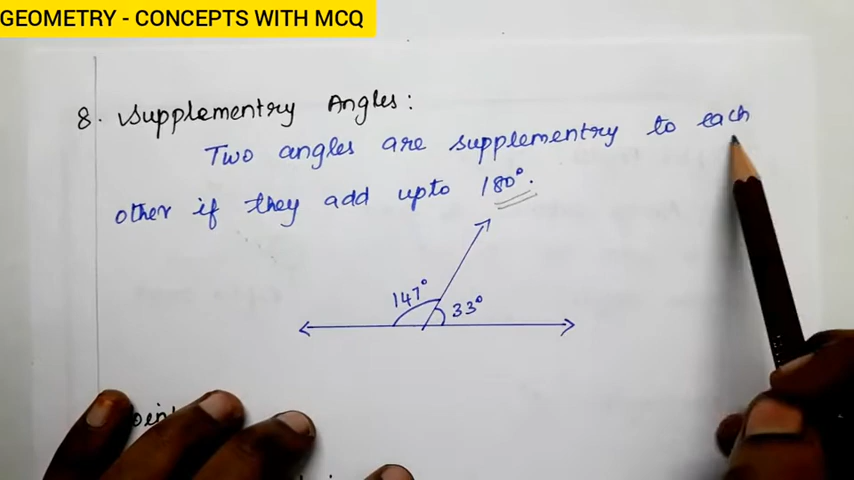 GEOMETRY - CONCEPTS WITH MCQ
8. Supplementry Angles:
Two angles are supplementry to each
other if they add upto 180°.
147° 33°